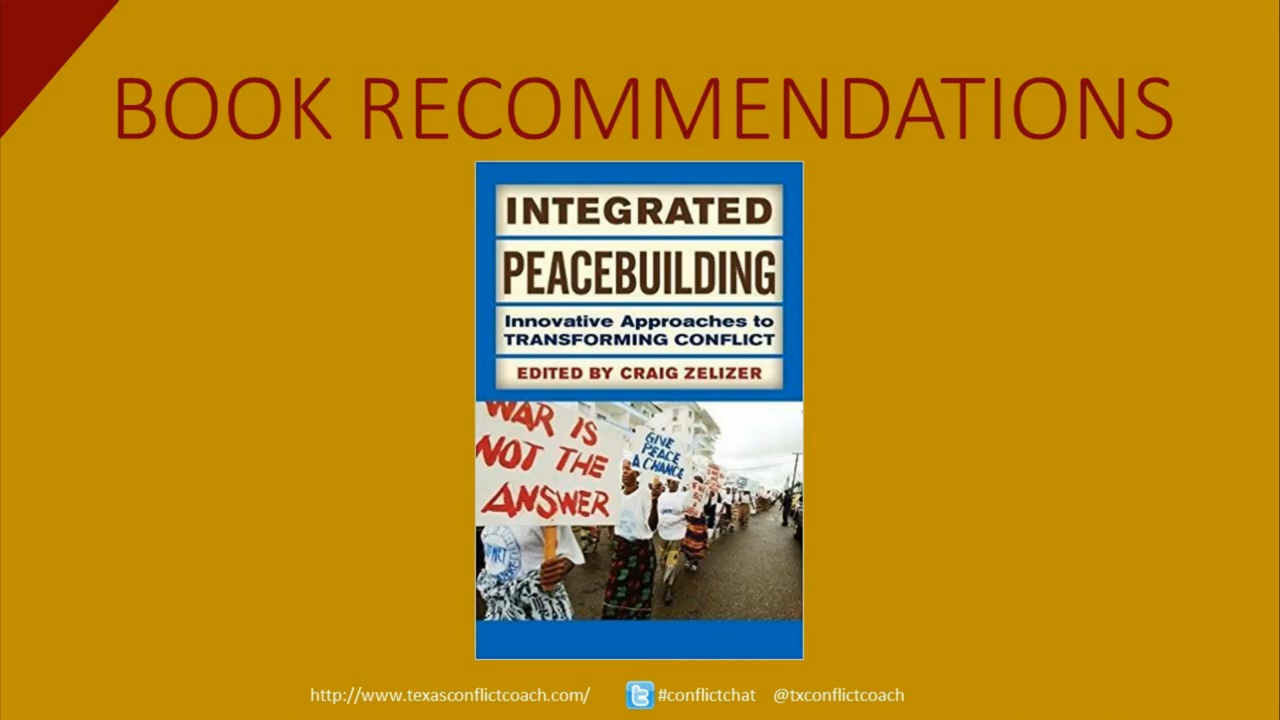 BOOK RECOMMENDATIONS
INTEGRATED
PEACEBUILDING
Innovative Approaches to
TRANSFORMING CONFLICT
EDITED BY CRAIG ZELIZER
WAR IS
NOT THE
ANSWER
GIVE
PEACE
A CHANCE
http://www.texasconflictcoach.com/ #conflictchat @txconflictcoach